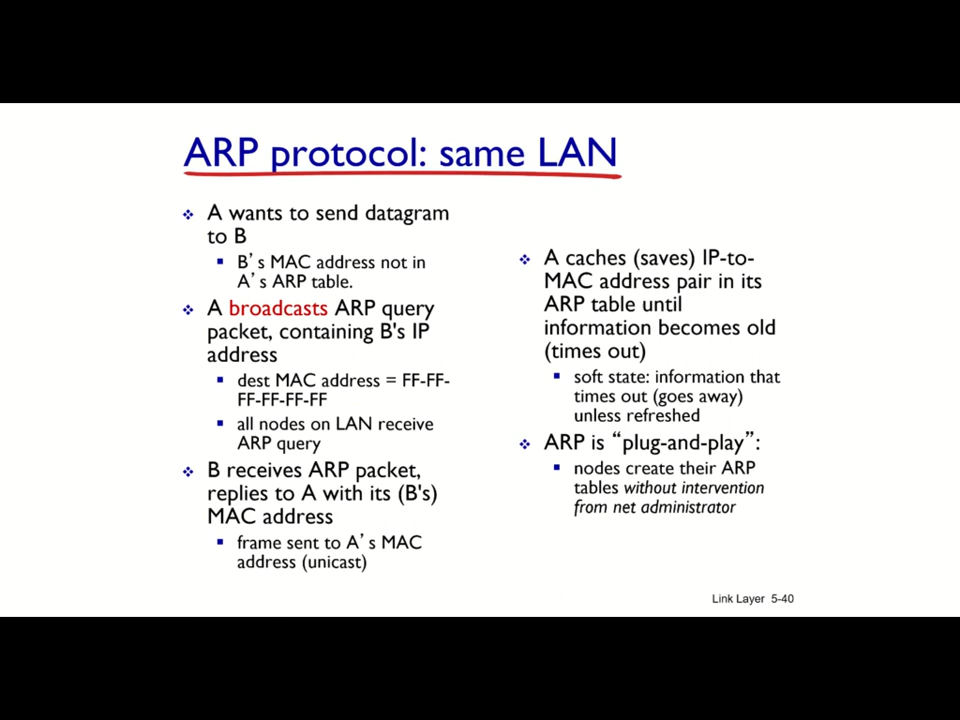 ARP protocol: same LAN
❖ A wants to send datagram
to B
▪ B’s MAC address not in
A’s ARP table.
❖ A broadcasts ARP query
packet, containing B's IP
address
▪ dest MAC address = FF-FF-
FF-FF-FF-FF
▪ all nodes on LAN receive
ARP query
❖ B receives ARP packet,
replies to A with its (B's)
MAC address
▪ frame sent to A’s MAC
address (unicast)
❖ A caches (saves) IP-to-
MAC address pair in its
ARP table until
information becomes old
(times out)
▪ soft state: information that
times out (goes away)
unless refreshed
❖ ARP is “plug-and-play”:
▪ nodes create their ARP
tables without intervention
from net administrator
Link Layer 5-40